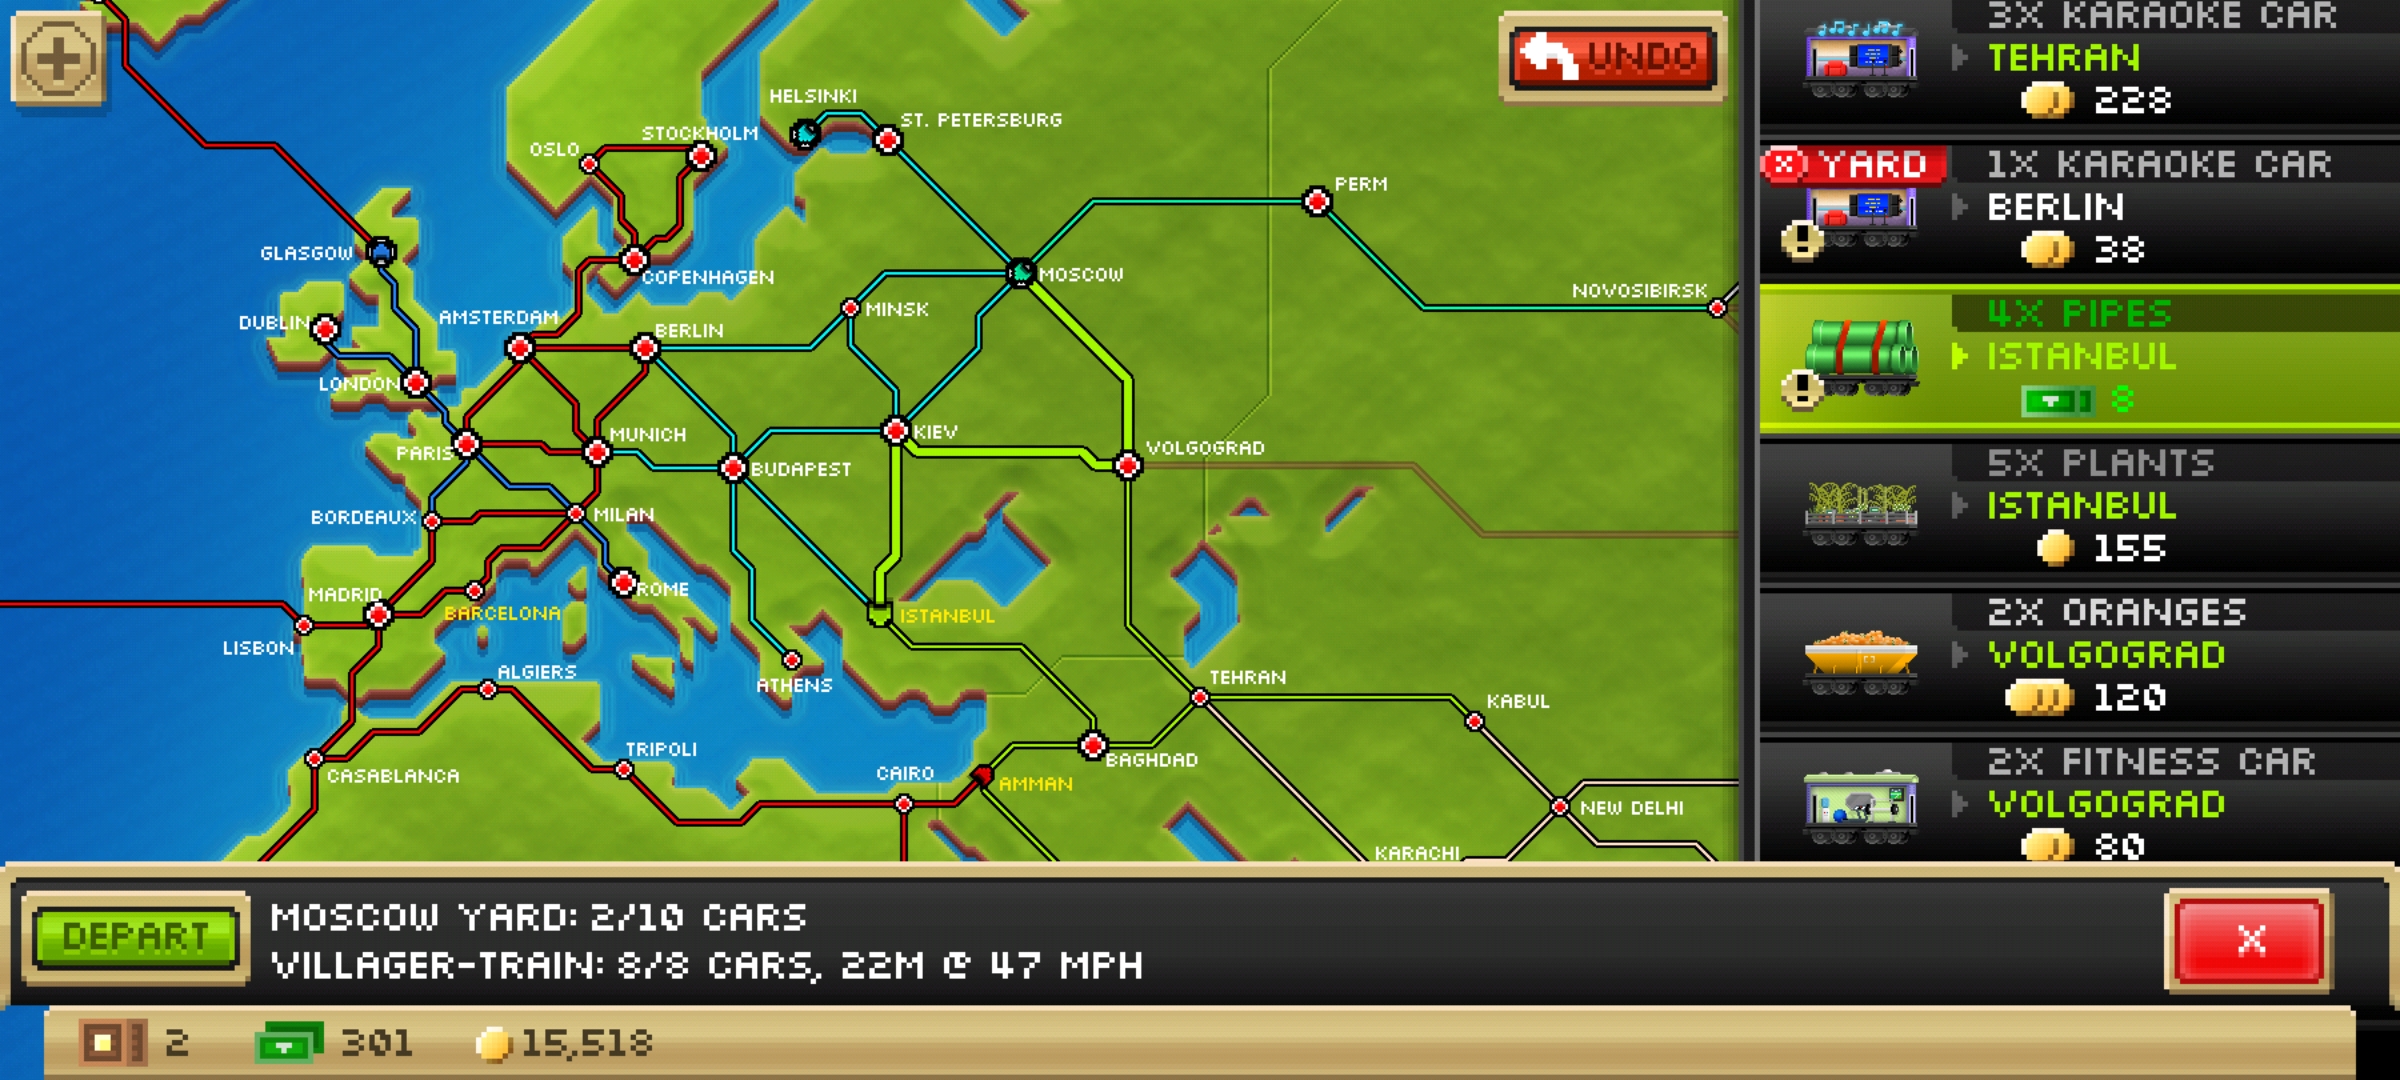 UNDO
HELSINKI
ST. PETERSBURG
STOCKHOLM
OSLO
PERM
GLASGOW
COPENHAGEN
MOSCOW
NOVOSIBIRSK
DUBLIN
AMSTERDAM
BERLIN
MINSK
LONDON
MUNICH
KIEV
PARIS
BUDAPEST
VOLGOGRAD
BORDEAUX
MILAN
MADRID
ROME
BARCELONA
ISTANBUL
LISBON
ALGIERS
ATHENS
TEHRAN
KABUL
TRIPOLI
CASABLANCA
CAIRO
AMMAN
BAGHDAD
NEW DELHI
KARACHI
3X KARAOKE CAR
TEHRAN
228
YARD
1X KARAOKE CAR
BERLIN
38
4X PIPES
ISTANBUL
8
5X PLANTS
ISTANBUL
155
2X ORANGES
VOLGOGRAD
120
2X FITNESS CAR
VOLGOGRAD
80
DEPART
MOSCOW YARD: 2/10 CARS
VILLAGER-TRAIN: 8/8 CARS, 22M @ 47 MPH
X
2
301
15,518